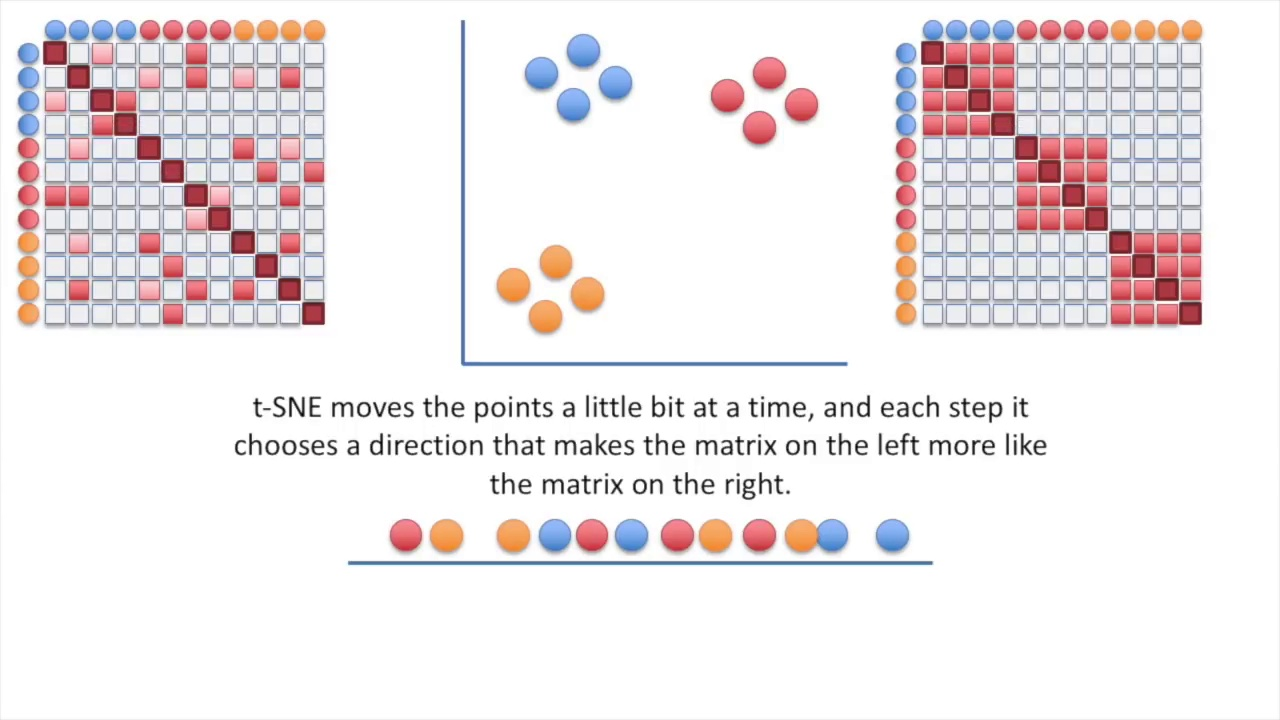 t-SNE moves the points a little bit at a time, and each step it
chooses a direction that makes the matrix on the left more like
the matrix on the right.